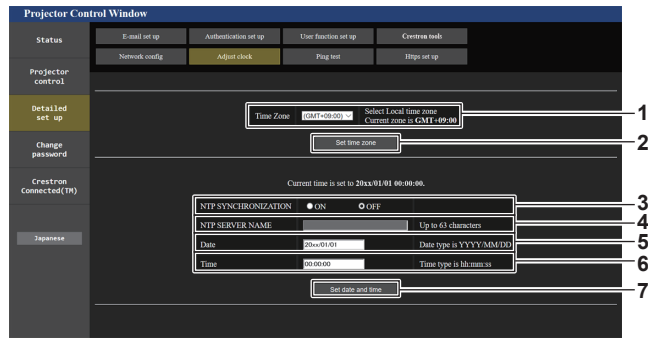 Projector Control Window
Status
E-mail set up
Authentication set up
User function set up
Crestron tools
Network config
Adjust clock
Ping test
Https set up
Projector
control
Detailed
set up
Change
password
Crestron
Connected(TM)
Japanese
Time Zone
(GMT+09:00)
Select Local time zone
Current zone is GMT+09:00
1
Set time zone
2
Current time is set to 20xx/01/01 00:00:00.
NTP SYNCHRONIZATION
ON
OFF
3
NTP SERVER NAME
Up to 63 characters
4
Date
20xx/01/01
Date type is YYYY/MM/DD
5
Time
00:00:00
Time type is hh:mm:ss
6
Set date and time
7